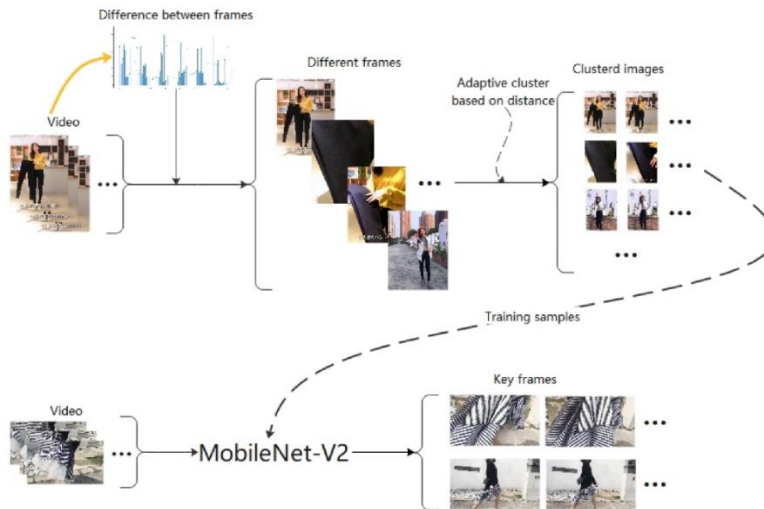 Difference between frames
Different frames
Adaptive cluster
based on distance
Clusterd images
Video
Training samples
Key frames
Video
MobileNet-V2